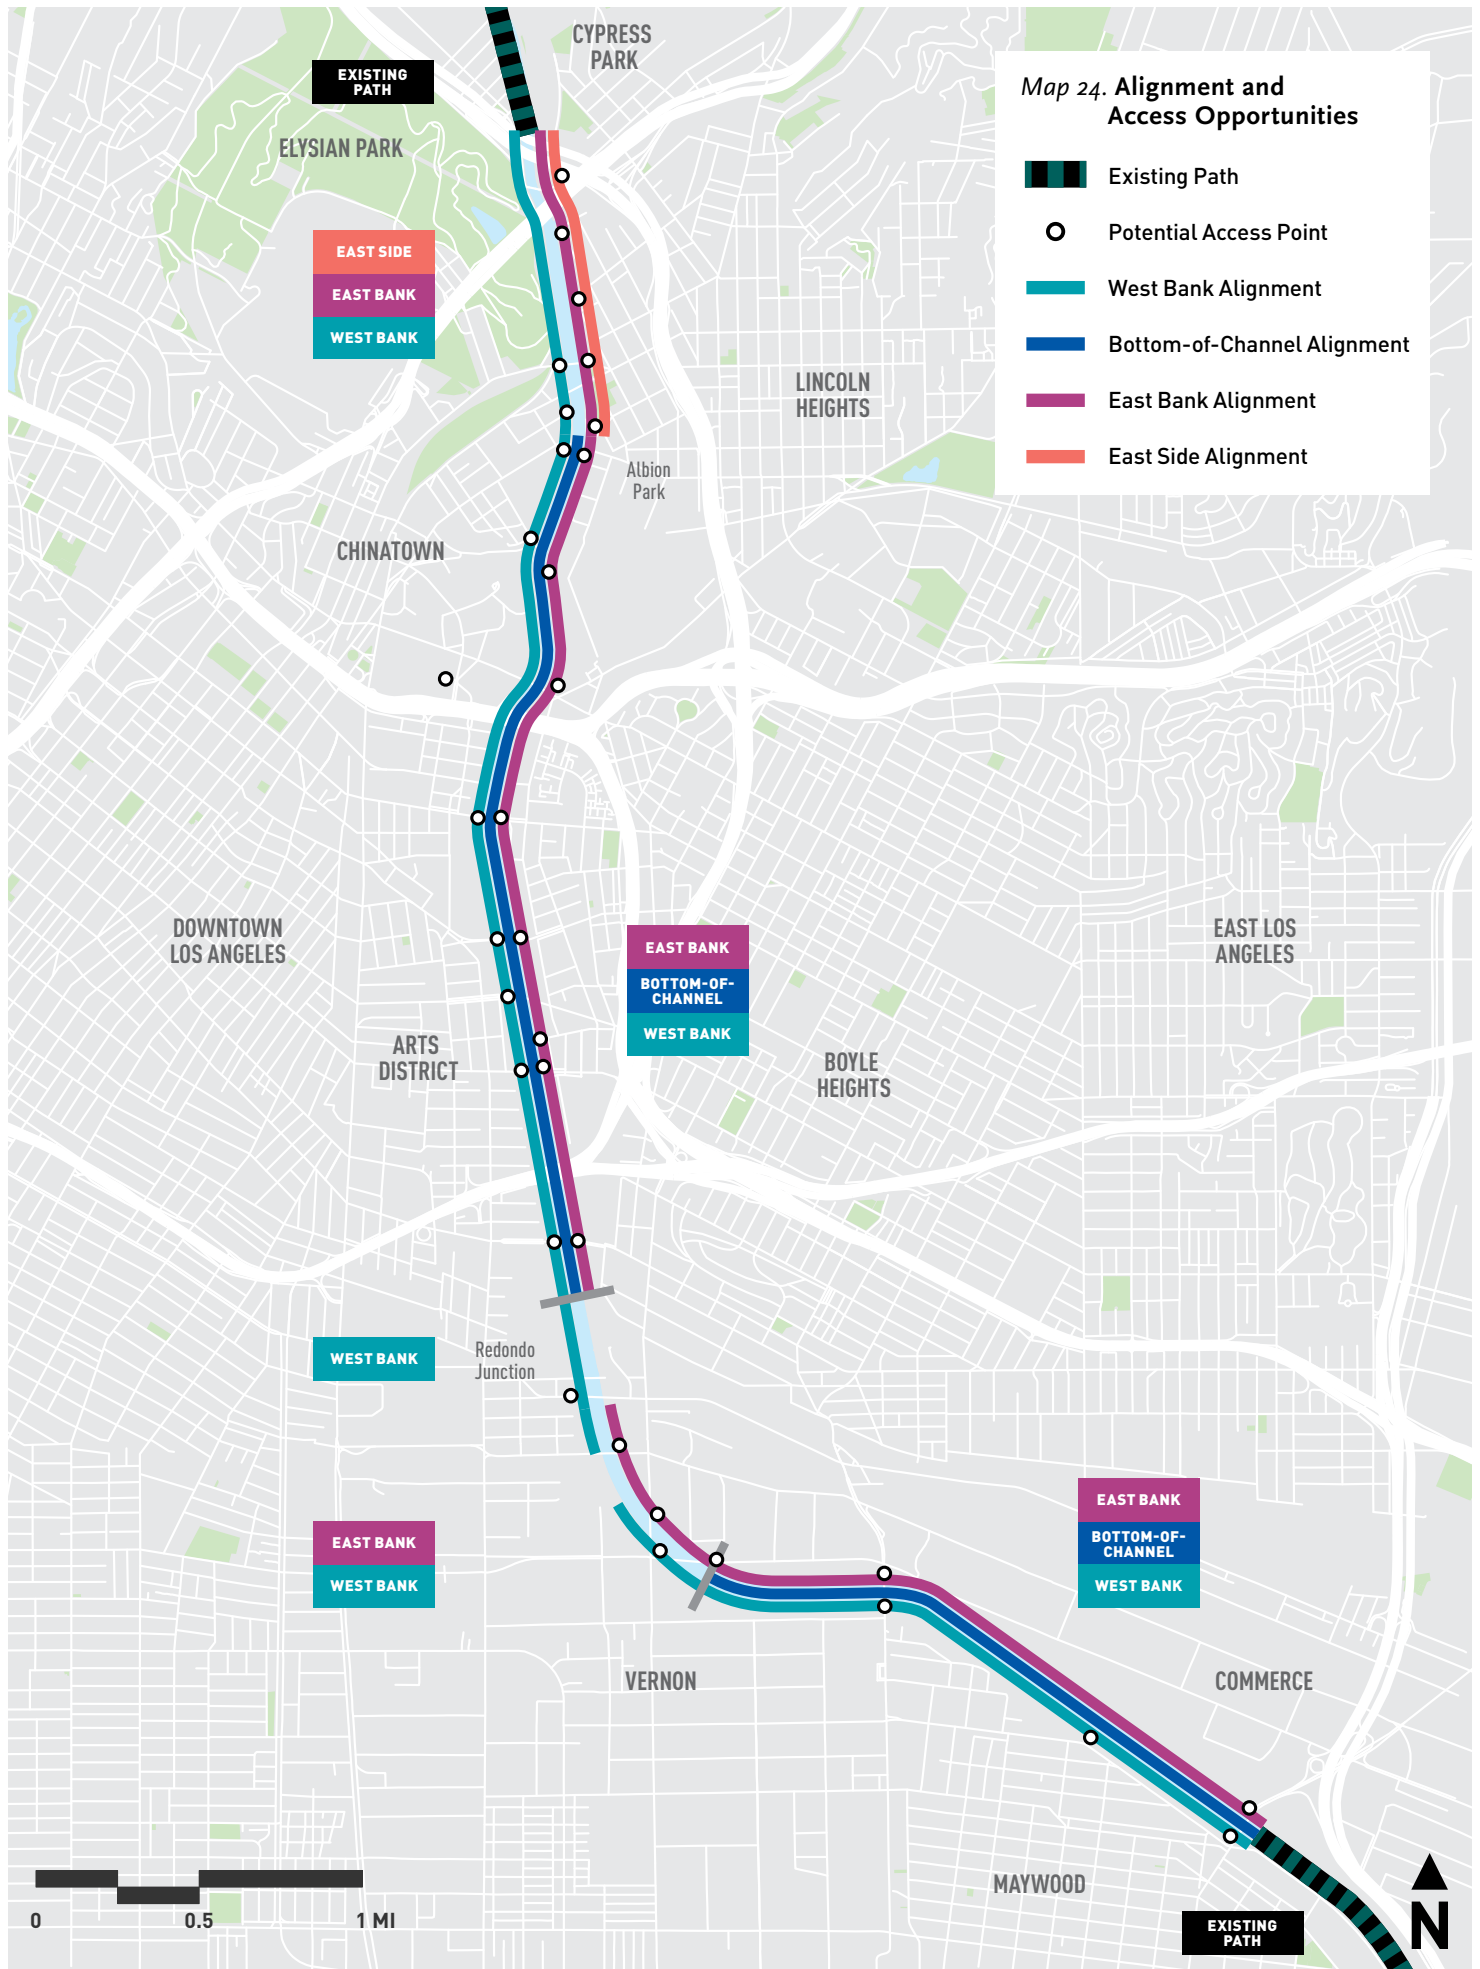 CYPRESS
PARK
EXISTING
PATH
ELYSIAN PARK
Map 24. Alignment and
Access Opportunities
Existing Path
Potential Access Point
West Bank Alignment
Bottom-of-Channel Alignment
East Bank Alignment
East Side Alignment
EAST SIDE
EAST BANK
WEST BANK
LINCOLN
HEIGHTS
Albion
Park
CHINATOWN
DOWNTOWN
LOS ANGELES
EAST BANK
BOTTOM-OF-
CHANNEL
WEST BANK
EAST LOS
ANGELES
ARTS
DISTRICT
BOYLE
HEIGHTS
WEST BANK
Redondo
Junction
EAST BANK
WEST BANK
EAST BANK
BOTTOM-OF-
CHANNEL
WEST BANK
VERNON
COMMERCE
MAYWOOD
0 0.5 1 MI
EXISTING
PATH
N